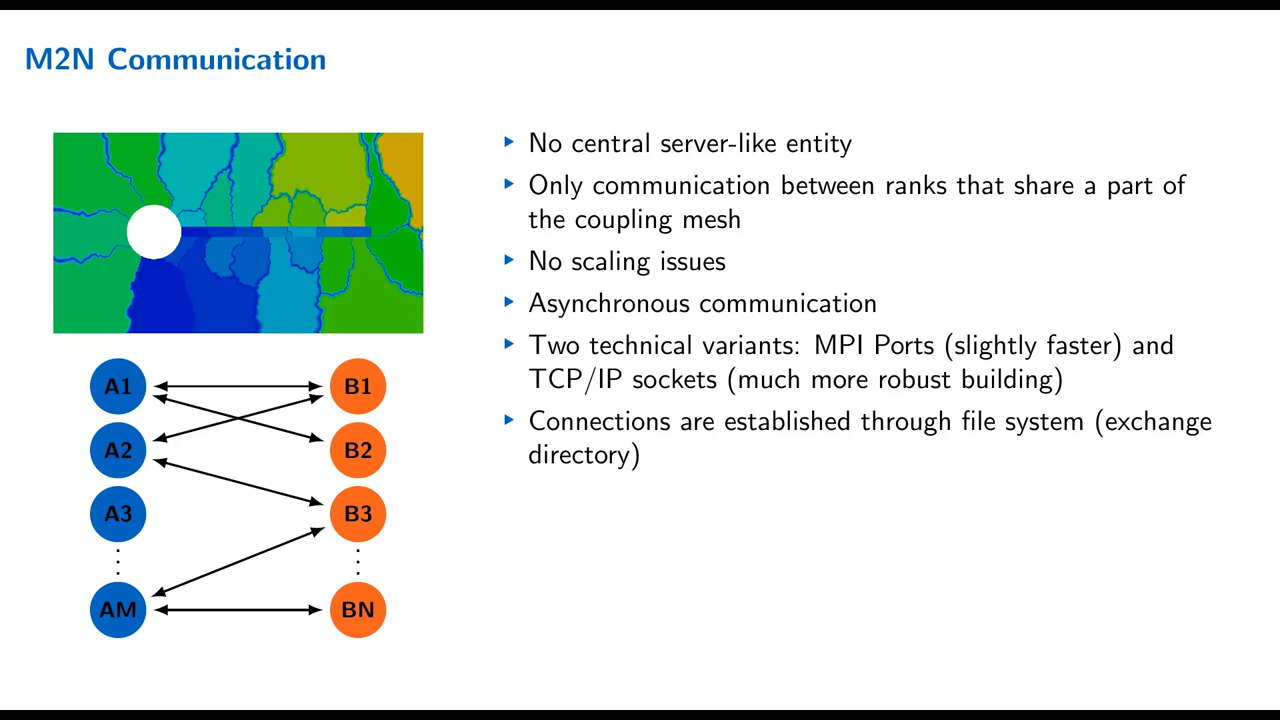 M2N Communication
No central server-like entity
Only communication between ranks that share a part of
the coupling mesh
No scaling issues
Asynchronous communication
Two technical variants: MPI Ports (slightly faster) and
TCP/IP sockets (much more robust building)
Connections are established through file system (exchange
directory)
A1 B1
A2 B2
A3 B3
AM BN